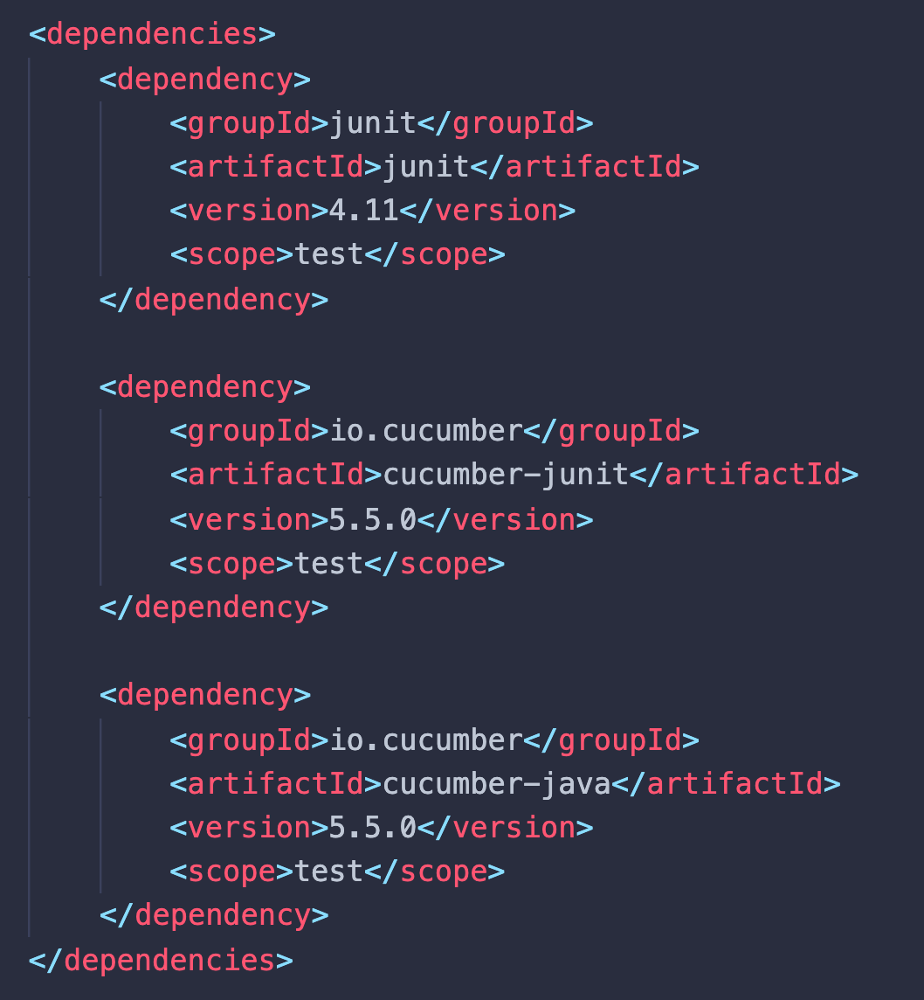 <dependencies>
    <dependency>
        <groupId>junit</groupId>
        <artifactId>junit</artifactId>
        <version>4.11</version>
        <scope>test</scope>
    </dependency>

    <dependency>
        <groupId>io.cucumber</groupId>
        <artifactId>cucumber-junit</artifactId>
        <version>5.5.0</version>
        <scope>test</scope>
    </dependency>

    <dependency>
        <groupId>io.cucumber</groupId>
        <artifactId>cucumber-java</artifactId>
        <version>5.5.0</version>
        <scope>test</scope>
    </dependency>
</dependencies>